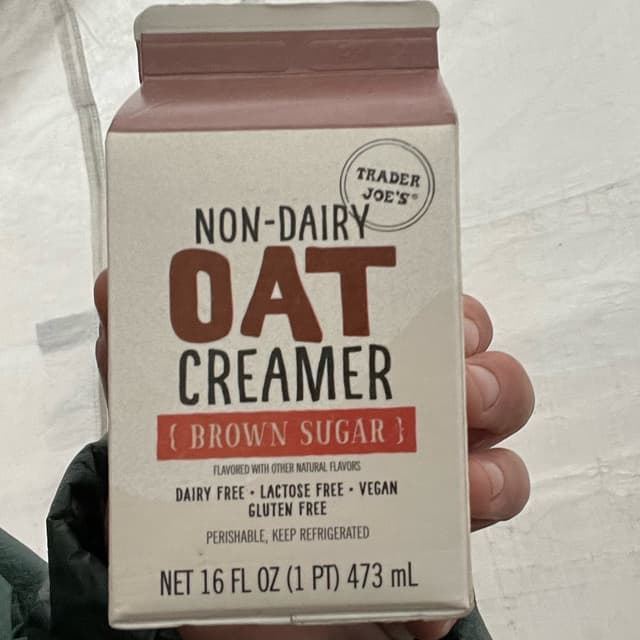 TRADER
JOE'S®
NON-DAIRY
OAT
CREAMER
{ BROWN SUGAR }
FLAVORED WITH OTHER NATURAL FLAVORS
DAIRY FREE • LACTOSE FREE • VEGAN
GLUTEN FREE
PERISHABLE, KEEP REFRIGERATED
NET 16 FL OZ (1 PT) 473 mL